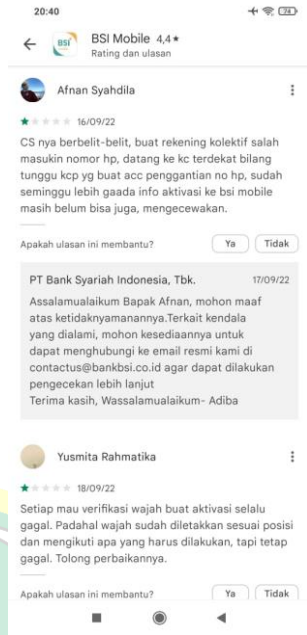 20:40
74
BSI
BSI Mobile 4,4★
Rating dan ulasan
Afnan Syahdila
16/09/22
CS nya berbelit-belit, buat rekening kolektif salah
masukin nomor hp, datang ke kc terdekat bilang
tunggu kcp yg buat acc penggantian no hp, sudah
seminggu lebih gaada info aktivasi ke bsi mobile
masih belum bisa juga, mengecewakan.
Apakah ulasan ini membantu? Ya Tidak
PT Bank Syariah Indonesia, Tbk. 17/09/22
Assalamualaikum Bapak Afnan, mohon maaf
atas ketidaknyamanannya.Terkait kendala
yang dialami, mohon kesediaannya untuk
dapat menghubungi ke email resmi kami di
contactus@bankbsi.co.id agar dapat dilakukan
pengecekan lebih lanjut
Terima kasih, Wassalamualaikum- Adiba
Yusmita Rahmatika
18/09/22
Setiap mau verifikasi wajah buat aktivasi selalu
gagal. Padahal wajah sudah diletakkan sesuai posisi
dan mengikuti apa yang harus dilakukan, tapi tetap
gagal. Tolong perbaikannya.
Apakah ulasan ini membantu? Ya Tidak